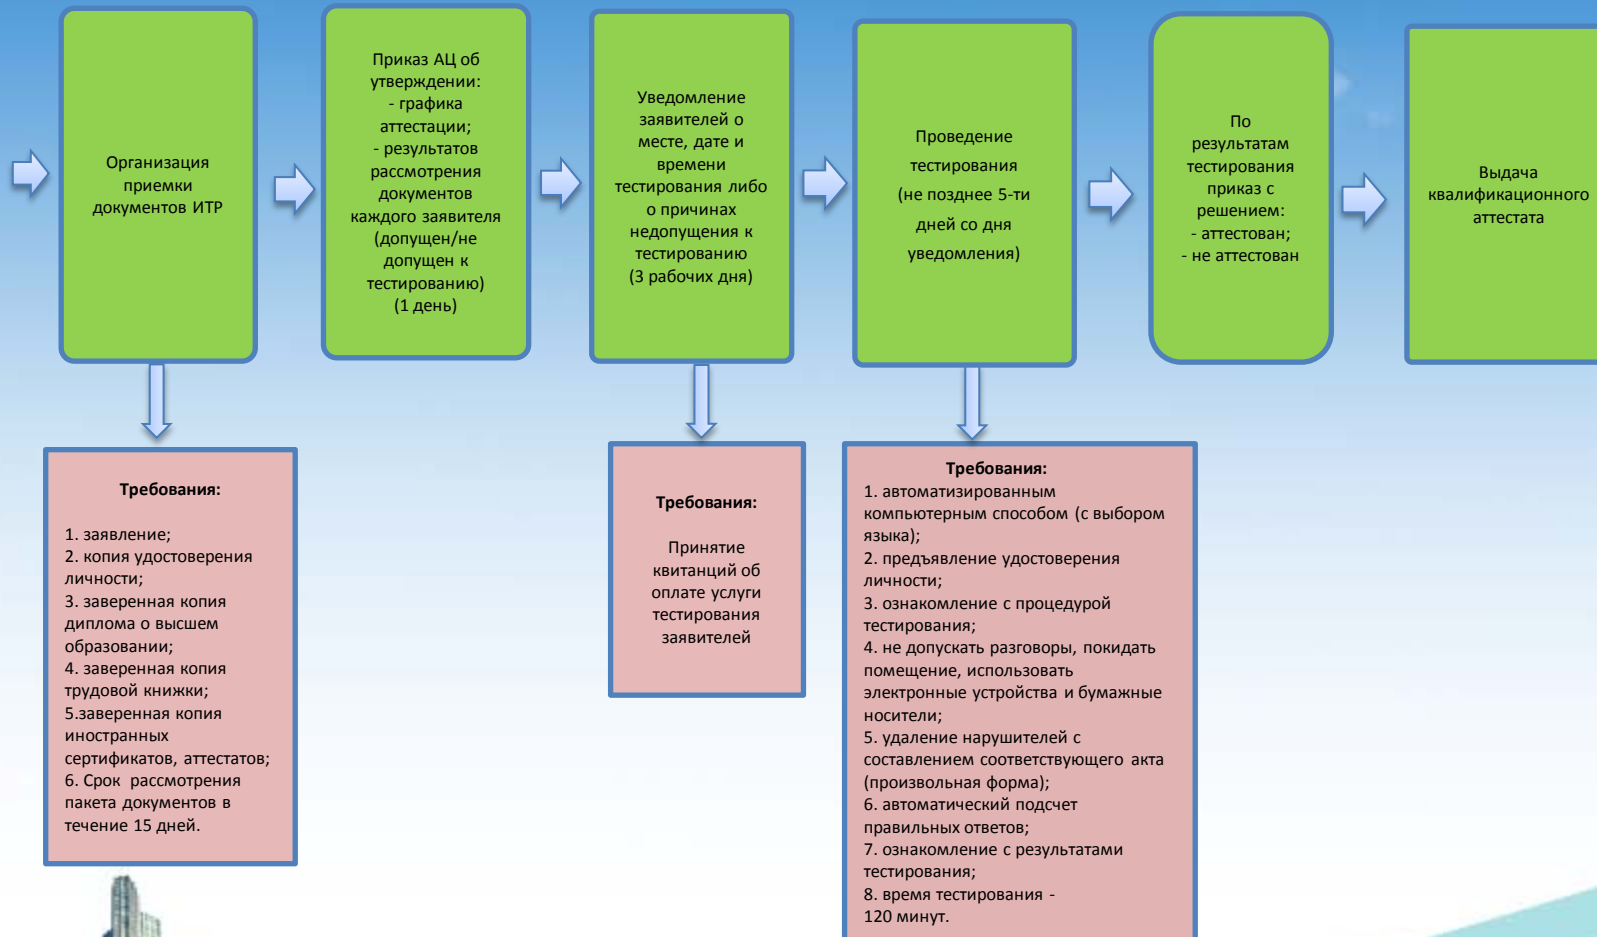 Организация
приемки
документов ИТР
Приказ АЦ об
утверждении:
- графика
аттестации;
- результатов
рассмотрения
документов
каждого заявителя
(допущен/не
допущен к
тестированию)
(1 день)
Уведомление
заявителей о
месте, дате и
времени
тестирования либо
о причинах
недопущения к
тестированию
(3 рабочих дня)
Проведение
тестирования
(не позднее 5-ти
дней со дня
уведомления)
По
результатам
тестирования
приказ с
решением:
- аттестован;
- не аттестован
Выдача
квалификационного
аттестата
Требования:
1. заявление;
2. копия удостоверения
личности;
3. заверенная копия
диплома о высшем
образовании;
4. заверенная копия
трудовой книжки;
5.заверенная копия
иностранных
сертификатов, аттестатов;
6. Срок рассмотрения
пакета документов в
течение 15 дней.
Требования:
Принятие
квитанций об
оплате услуги
тестирования
заявителей
Требования:
1. автоматизированным
компьютерным способом (с выбором
языка);
2. предъявление удостоверения
личности;
3. ознакомление с процедурой
тестирования;
4. не допускать разговоры, покидать
помещение, использовать
электронные устройства и бумажные
носители;
5. удаление нарушителей с
составлением соответствующего акта
(произвольная форма);
6. автоматический подсчет
правильных ответов;
7. ознакомление с результатами
тестирования;
8. время тестирования -
120 минут.